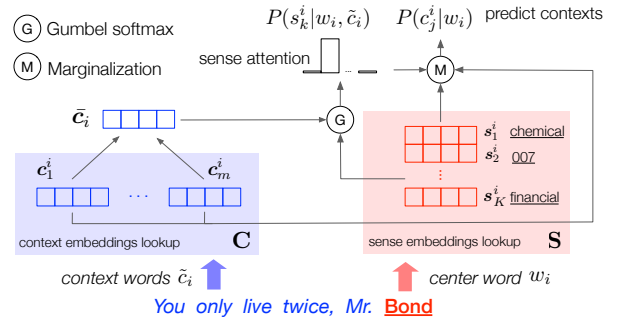 G Gumbel softmax
M Marginalization
P(s_k^i|w_i, c̃_i) P(c_j^i|w_i) predict contexts
sense attention
...
M
c̄_i
G
s_1^i chemical
s_2^i 007
⋮
s_K^i financial
c_1^i c_m^i
...
context embeddings lookup C
sense embeddings lookup S
context words c̃_i
center word w_i
You only live twice, Mr. Bond